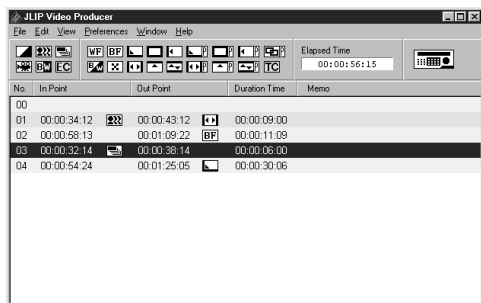 JLIP Video Producer
File Edit View Preferences Window Help
WF BF P P P P
BW EC B/W P P TC
Elapsed Time
00:00:56:15
No. In Point Out Point Duration Time Memo
00
01 00:00:34:12 00:00:43:12 00:00:09:00
02 00:00:58:13 00:01:09:22 BF 00:00:11:09
03 00:00:32:14 00:00:38:14 00:00:06:00
04 00:00:54:24 00:01:25:05 00:00:30:06